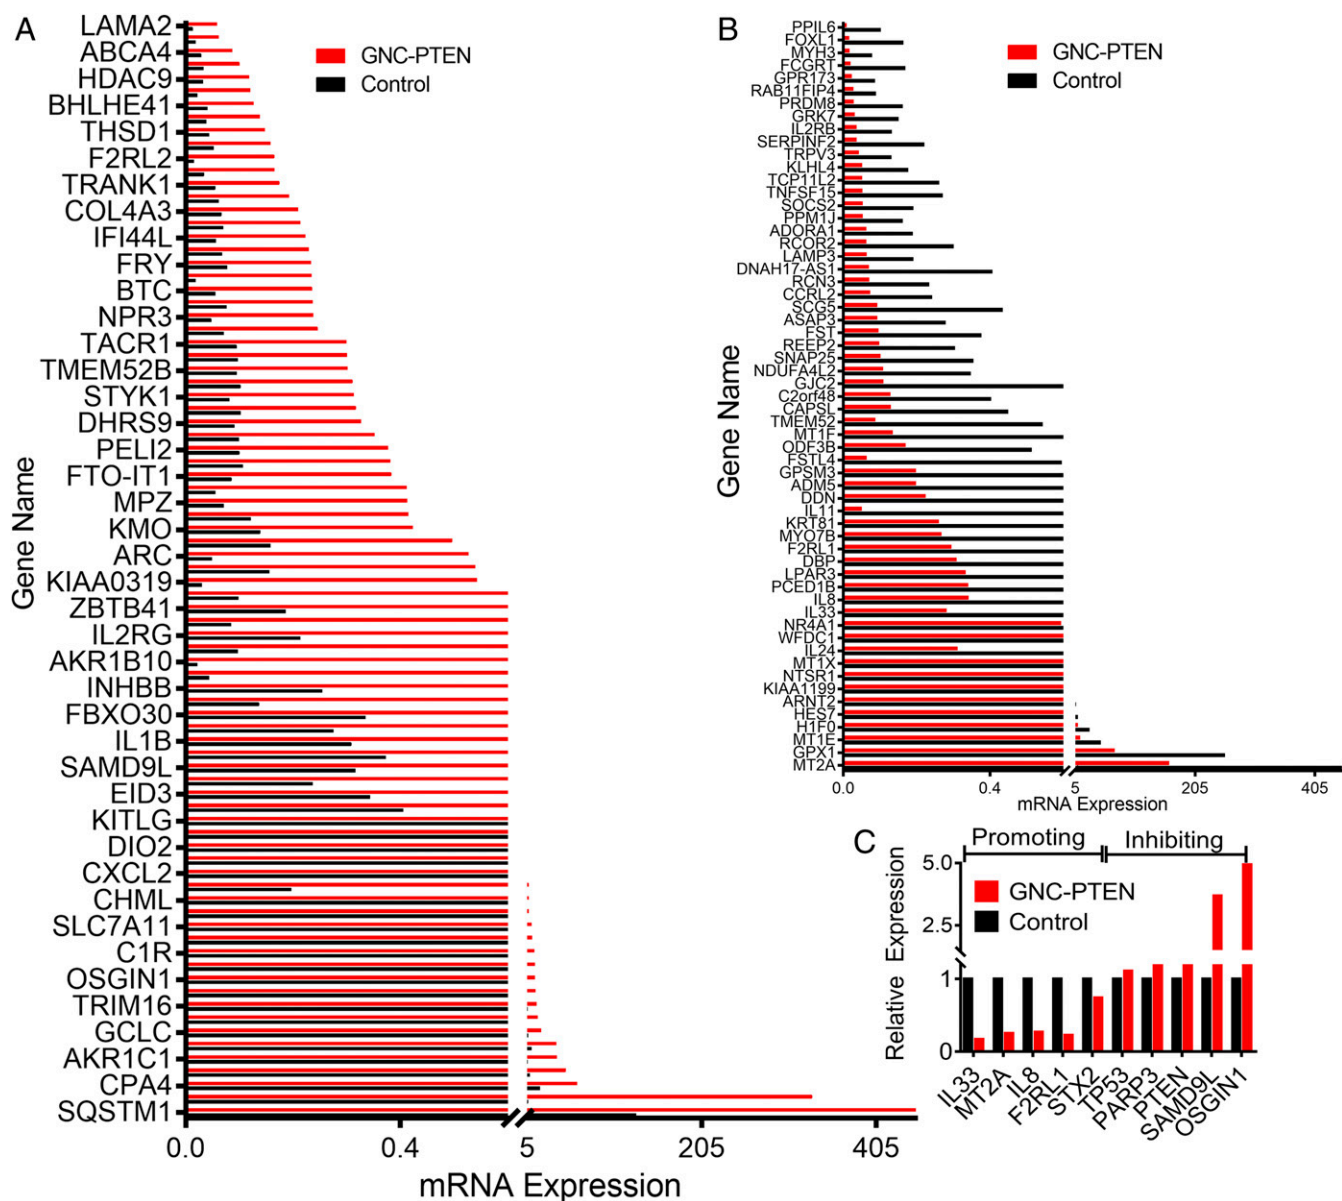 A
GNC-PTEN
Control
Gene Name
LAMA2
ABCA4
HDAC9
BHLHE41
THSD1
F2RL2
TRANK1
COL4A3
IFI44L
FRY
BTC
NPR3
TACR1
TMEM52B
STYK1
DHRS9
PELI2
FTO-IT1
MPZ
KMO
ARC
KIAA0319
ZBTB41
IL2RG
AKR1B10
INHBB
FBXO30
IL1B
SAMD9L
EID3
KITLG
DIO2
CXCL2
CHML
SLC7A11
C1R
OSGIN1
TRIM16
GCLC
AKR1C1
CPA4
SQSTM1
0.0 0.4 5 205 405
mRNA Expression
B
GNC-PTEN
Control
Gene Name
PPIL6
FOXL1
MYH3
FCGRT
GPR173
RAB11FIP4
PRDM8
GRK7
IL2RB
SERPINF2
TRPV3
KLHL4
TCP11L2
TNFSF15
SOCS2
PPM1J
ADORA1
RCOR2
LAMP3
DNAH17-AS1
RCN3
CCRL2
SCG5
ASAP3
FST
REEP2
SNAP25
NDUFA4L2
GJC2
C2orf48
CAPSL
TMEM52
MT1F
ODF3B
FSTL4
GPSM3
ADM5
DDN
IL11
KRT81
MYO7B
F2RL1
DBP
LPAR3
PCED1B
IL8
IL33
NR4A1
WFDC1
IL24
MT1X
NTSR1
KIAA1199
ARNT2
HES7
H1F0
MT1E
GPX1
MT2A
0.0 0.4 5 205 405
mRNA Expression
C
Promoting Inhibiting
GNC-PTEN
Control
Relative Expression
5.0
2.5
1
0
IL33
MT2A
IL8
F2RL1
STX2
TP53
PARP3
PTEN
SAMD9L
OSGIN1